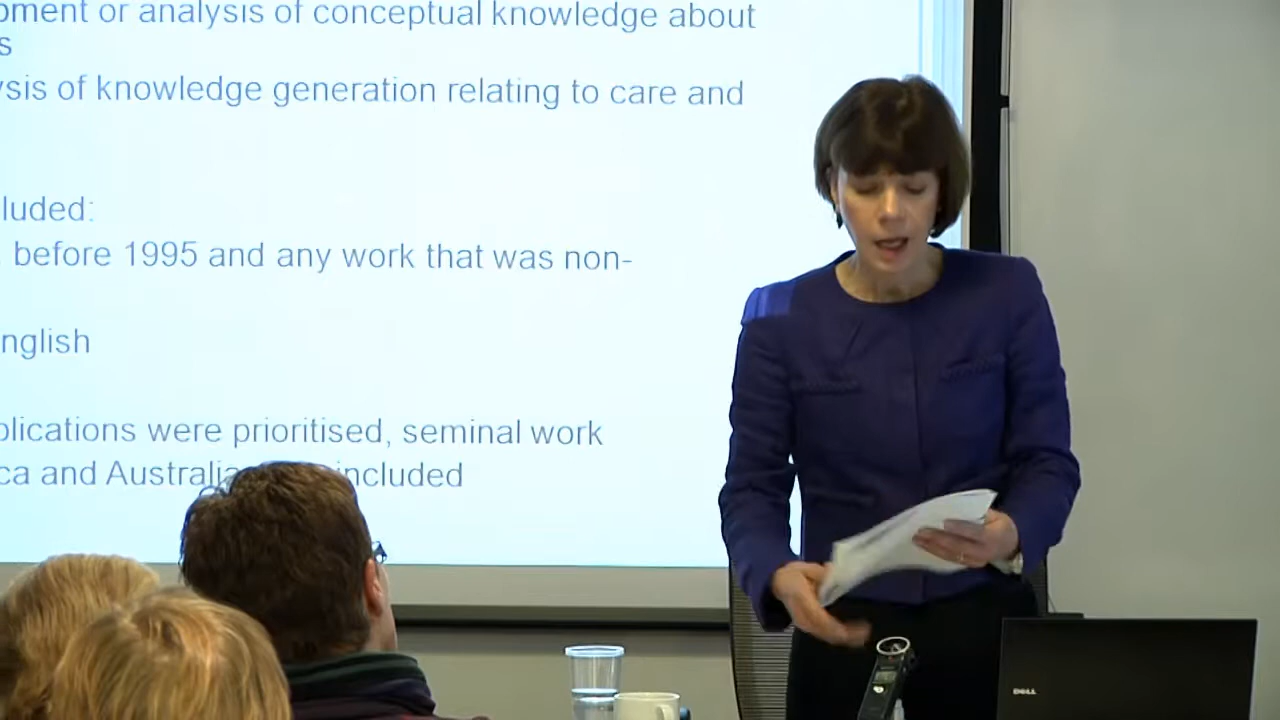 pment or analysis of conceptual knowledge about
s
ysis of knowledge generation relating to care and
luded:
, before 1995 and any work that was non-
nglish
plications were prioritised, seminal work
ca and Australia included
DELL